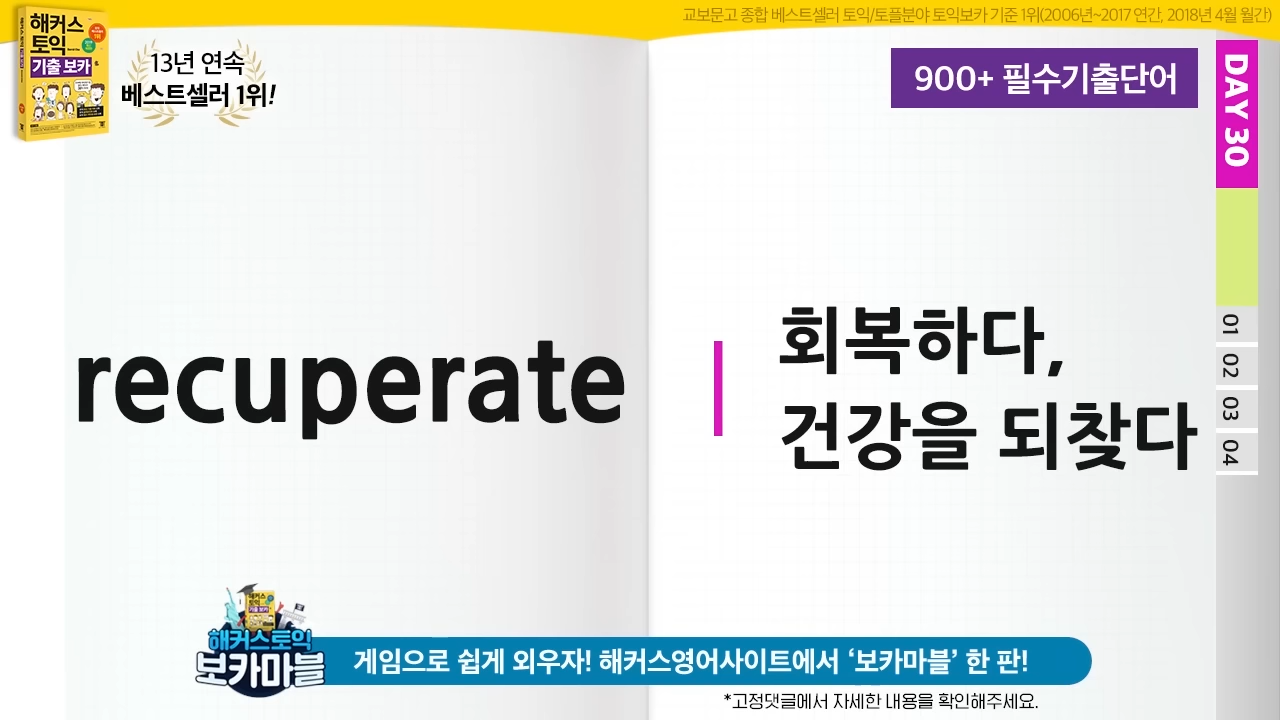 교보문고 종합 베스트셀러 토익/토플분야 토익보카 기준 1위(2006년~2017 연간, 2018년 4월 월간)
해커스
토익
기출 보카
13년 연속
베스트셀러 1위!
900+ 필수기출단어
DAY 30
recuperate
회복하다,
건강을 되찾다
01
02
03
04
해커스토익
보카마블
게임으로 쉽게 외우자! 해커스영어사이트에서 ‘보카마블’ 한 판!
*고정댓글에서 자세한 내용을 확인해주세요.